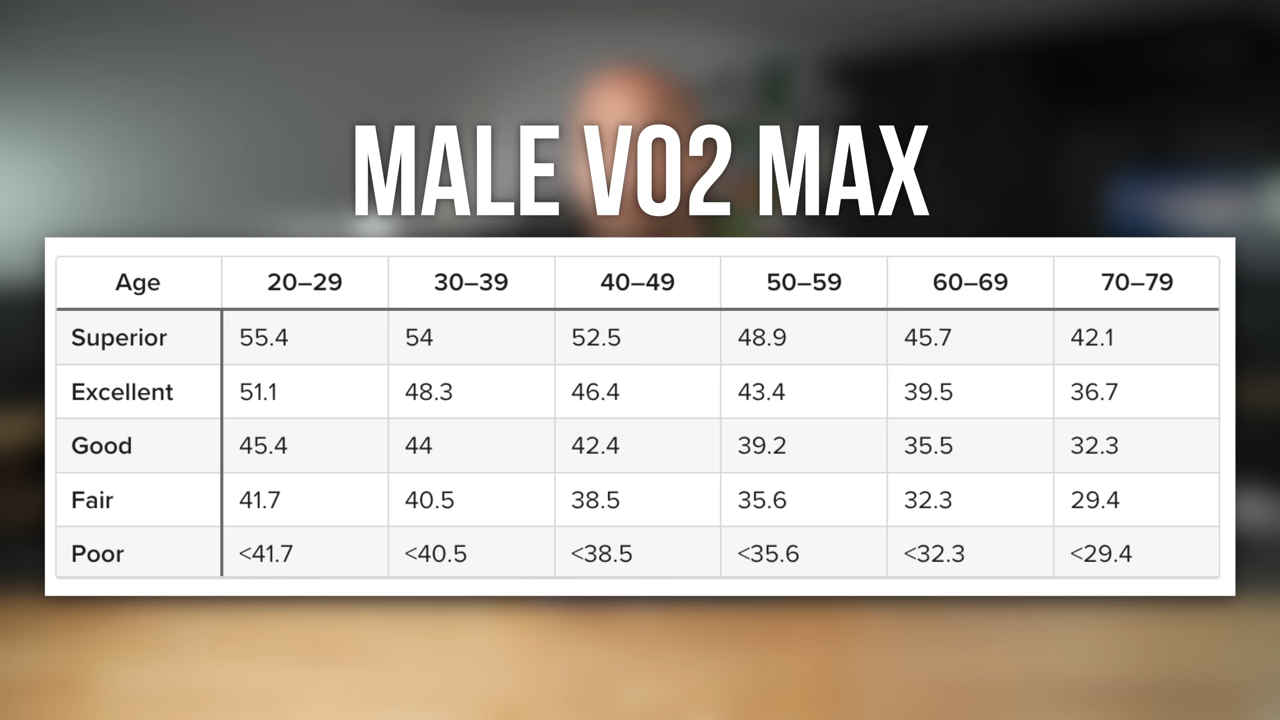 MALE VO2 MAX
Age 20–29 30–39 40–49 50–59 60–69 70–79
Superior 55.4 54 52.5 48.9 45.7 42.1
Excellent 51.1 48.3 46.4 43.4 39.5 36.7
Good 45.4 44 42.4 39.2 35.5 32.3
Fair 41.7 40.5 38.5 35.6 32.3 29.4
Poor <41.7 <40.5 <38.5 <35.6 <32.3 <29.4